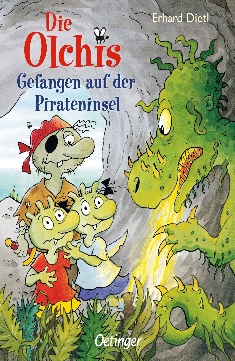 Erhard Dietl
Die
Olchis
Gefangen auf der
Pirateninsel
Oetinger